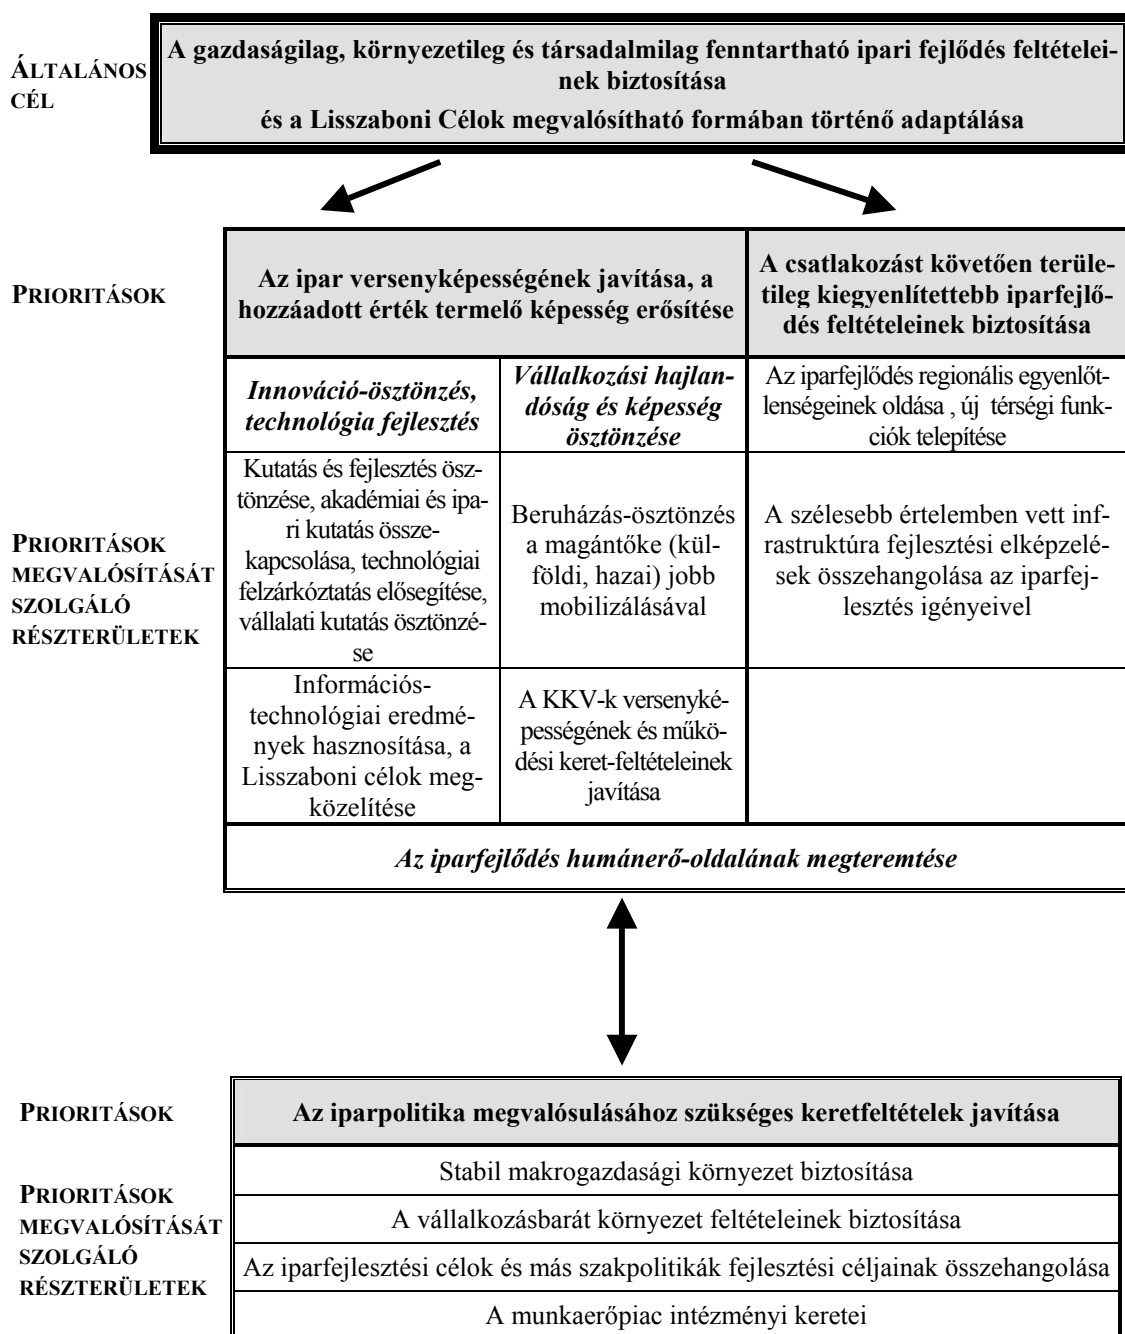 ÁLTALÁNOS
CÉL
A gazdaságilag, környezetileg és társadalmilag fenntartható ipari fejlődés feltételei-
nek biztosítása
és a Lisszaboni Célok megvalósítható formában történő adaptálása
PRIORITÁSOK
Az ipar versenyképességének javítása, a
hozzáadott érték termelő képesség erősítése
A csatlakozást követően terüle-
tileg kiegyenlítettebb iparfejlő-
dés feltételeinek biztosítása
PRIORITÁSOK
MEGVALÓSÍTÁSÁT
SZOLGÁLÓ
RÉSZTERÜLETEK
Innováció-ösztönzés,
technológia fejlesztés
Vállalkozási hajlan-
dóság és képesség
ösztönzése
Az iparfejlődés regionális egyenlőt-
tlenségeinek oldása , új térségi funk-
ciók telepítése
Kutatás és fejlesztés ösz-
tönzése, akadémiai és ipa-
ri kutatás össze-
kapcsolása, technológiai
felzárkóztatás elősegítése,
vállalati kutatás ösztönzé-
se
Beruházás-ösztönzés
a magántőke (kül-
földi, hazai) jobb
mobilizálásával
A szélesebb értelemben vett inf-
rastruktúra fejlesztési elképzelé-
sek összehangolása az iparfej-
lesztés igényeivel
Információs-
technológiai eredmé-
nyek hasznosítása, a
Lisszaboni célok meg-
közelítése
A KKV-k versenyké-
pességének és műkö-
dési keret-feltételeinek
javítása
Az iparfejlődés humánerő-oldalának megteremtése
PRIORITÁSOK
Az iparpolitika megvalósulásához szükséges keretfeltételek javítása
PRIORITÁSOK
MEGVALÓSÍTÁSÁT
SZOLGÁLÓ
RÉSZTERÜLETEK
Stabil makrogazdasági környezet biztosítása
A vállalkozásbarát környezet feltételeinek biztosítása
Az iparfejlesztési célok és más szakpolitikák fejlesztési céljainak összehangolása
A munkaerőpiac intézményi keretei